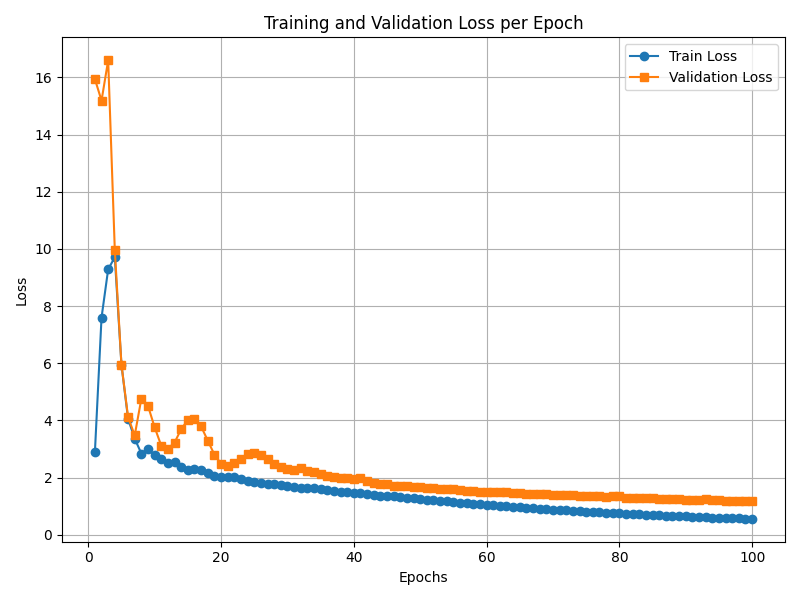 Training and Validation Loss per Epoch
Train Loss
Validation Loss
16
14
12
10
8
6
4
2
0
Loss
0 20 40 60 80 100
Epochs